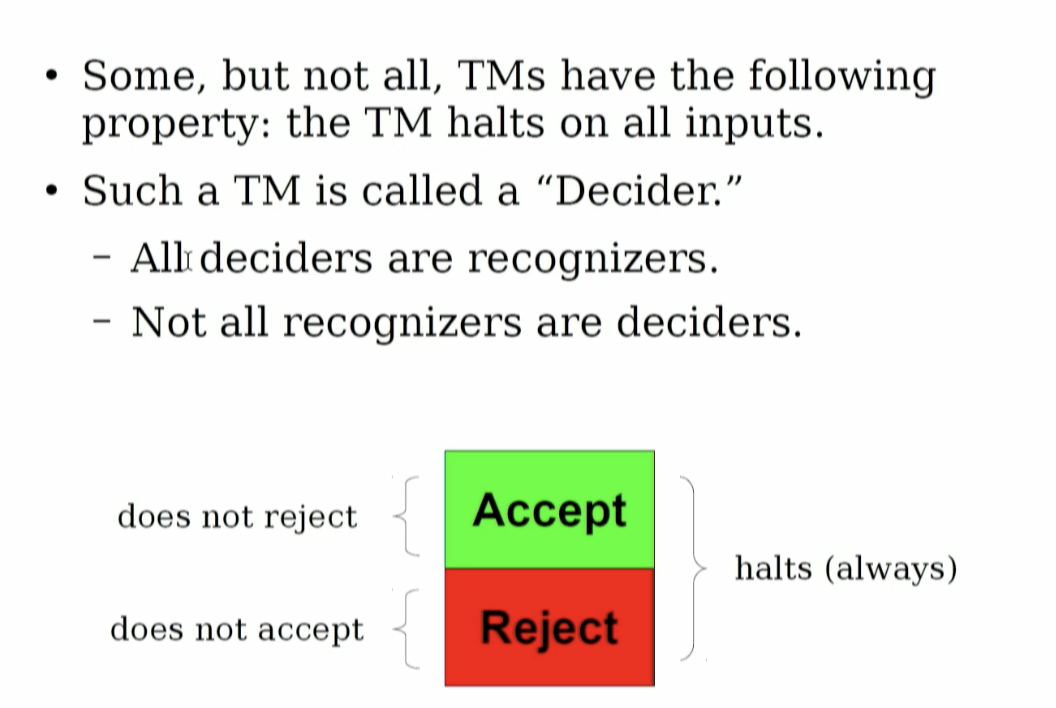 • Some, but not all, TMs have the following
property: the TM halts on all inputs.
• Such a TM is called a “Decider.”
– All deciders are recognizers.
– Not all recognizers are deciders.
does not reject
Accept
halts (always)
does not accept
Reject